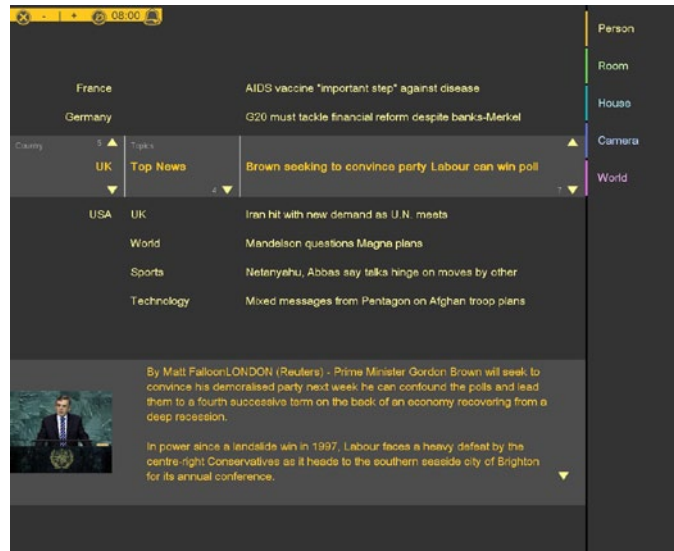 - | + 08:00
Person
Room
France AIDS vaccine "important step" against disease
House
Germany G20 must tackle financial reform despite banks-Merkel
Country 5 Topics
Camera
UK Top News Brown seeking to convince party Labour can win poll
World
4 7
USA UK Iran hit with new demand as U.N. meets
World Mandelson questions Magna plans
Sports Netanyahu, Abbas say talks hinge on moves by other
Technology Mixed messages from Pentagon on Afghan troop plans
By Matt FalloonLONDON (Reuters) - Prime Minister Gordon Brown will seek to
convince his demoralised party next week he can confound the polls and lead
them to a fourth successive term on the back of an economy recovering from a
deep recession.
In power since a landslide win in 1997, Labour faces a heavy defeat by the
centre-right Conservatives as it heads to the southern seaside city of Brighton
for its annual conference.